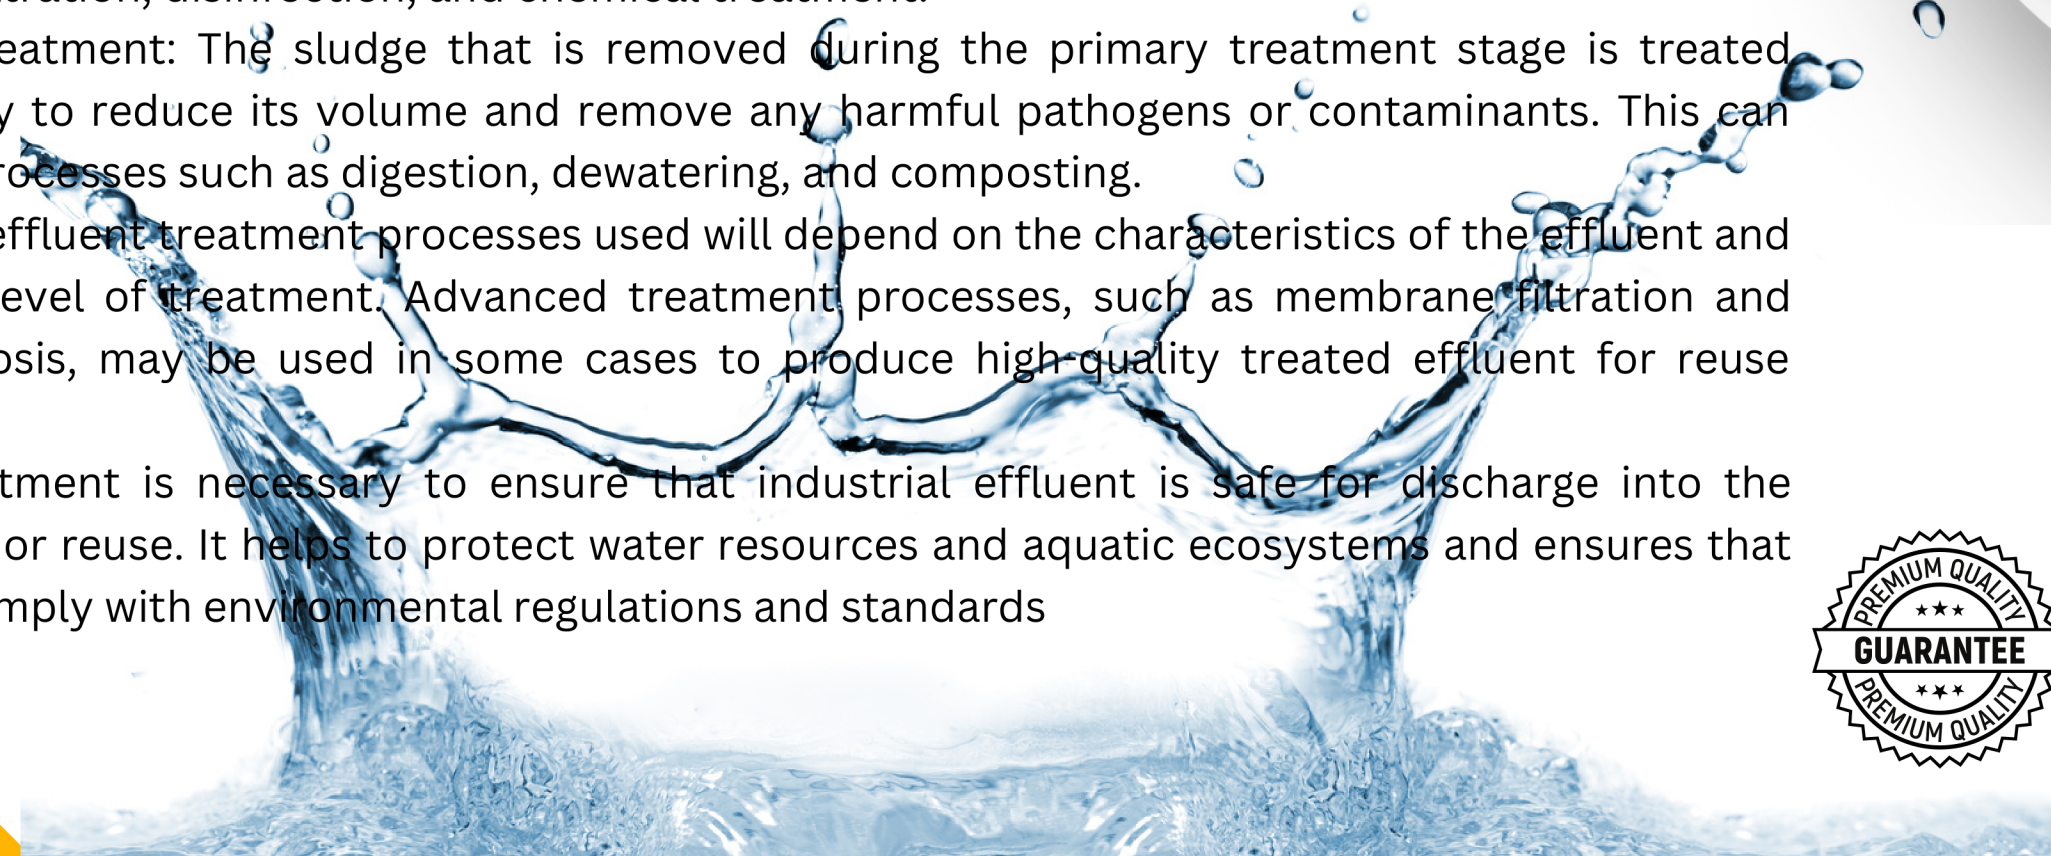 tration, disinfection, and chemical treatment.
eatment: The sludge that is removed during the primary treatment stage is treated
y to reduce its volume and remove any harmful pathogens or contaminants. This can
rocesses such as digestion, dewatering, and composting.
effluent treatment processes used will depend on the characteristics of the effluent and
evel of treatment. Advanced treatment processes, such as membrane filtration and
osis, may be used in some cases to produce high-quality treated effluent for reuse
tment is necessary to ensure that industrial effluent is safe for discharge into the
or reuse. It helps to protect water resources and aquatic ecosystems and ensures that
mply with environmental regulations and standards
PREMIUM QUALITY
GUARANTEE
PREMIUM QUALITY